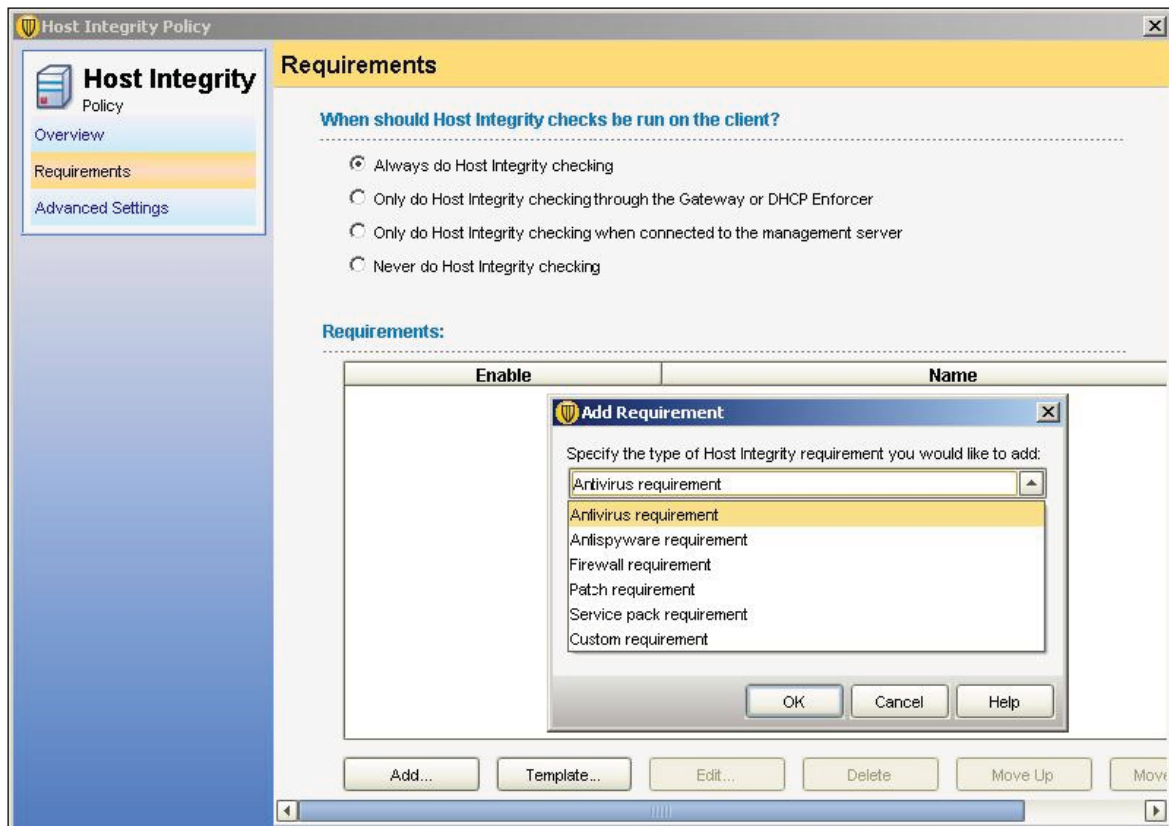 Host Integrity Policy
Host Integrity
Policy
Overview
Requirements
Advanced Settings
Requirements
When should Host Integrity checks be run on the client?
Always do Host Integrity checking
Only do Host Integrity checking through the Gateway or DHCP Enforcer
Only do Host Integrity checking when connected to the management server
Never do Host Integrity checking
Requirements:
Enable Name
Add Requirement
Specify the type of Host Integrity requirement you would like to add:
Antivirus requirement
Antivirus requirement
Antispyware requirement
Firewall requirement
Patch requirement
Service pack requirement
Custom requirement
OK Cancel Help
Add... Template... Edit... Delete Move Up Move